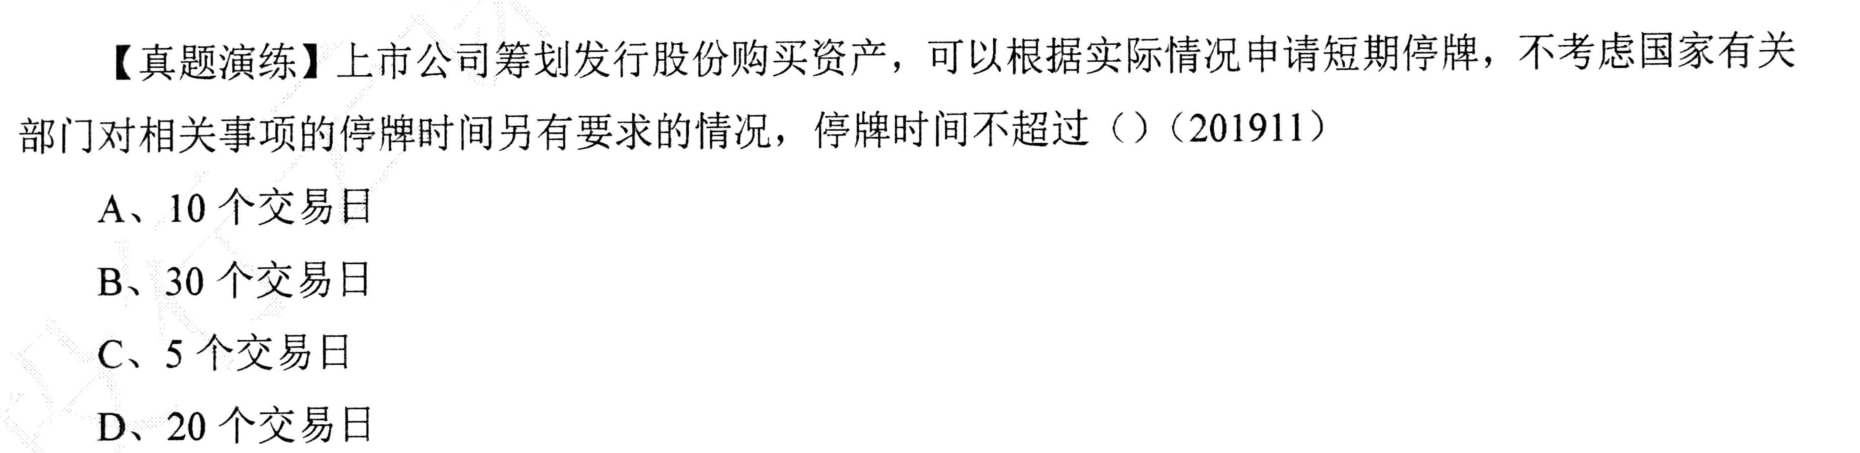 【真题演练】上市公司筹划发行股份购买资产，可以根据实际情况申请短期停牌，不考虑国家有关
部门对相关事项的停牌时间另有要求的情况，停牌时间不超过（）（201911）
A、10 个交易日
B、30 个交易日
C、5 个交易日
D、20 个交易日